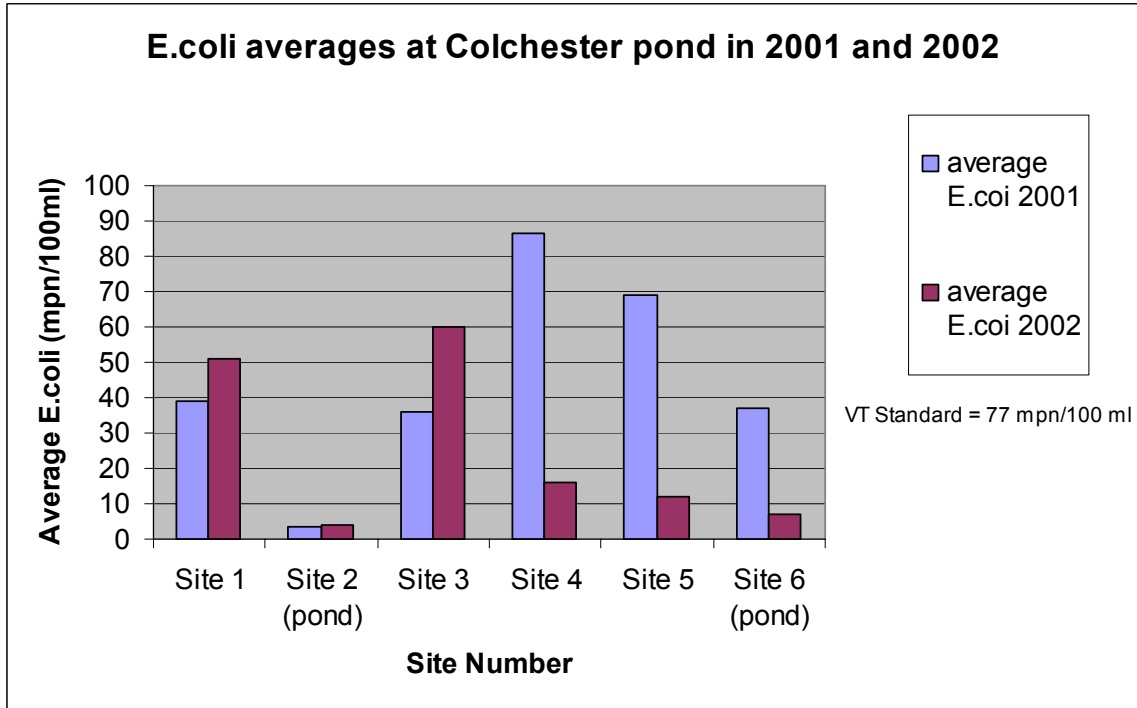 E.coli averages at Colchester pond in 2001 and 2002
Average E.coli (mpn/100ml)
100
90
80
70
60
50
40
30
20
10
0
Site 1
Site 2
(pond)
Site 3
Site 4
Site 5
Site 6
(pond)
Site Number
average
E.coi 2001
average
E.coi 2002
VT Standard = 77 mpn/100 ml